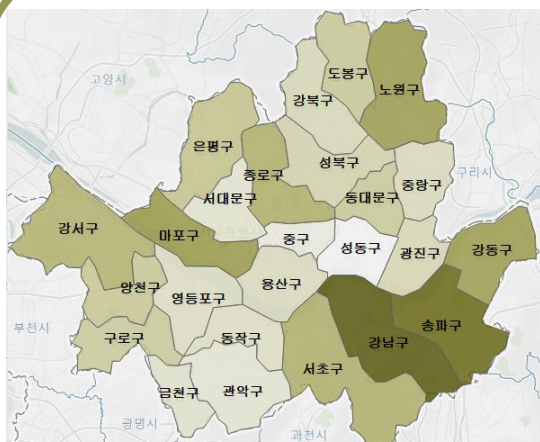 고양시
도봉구
노원구
강북구
은평구
종로구
성북구
구리시
서대문구
동대문구
중랑구
강서구
마포구
중구
성동구
광진구
강동구
양천구
영등포구
용산구
부천시
송파구
구로구
동작구
강남구
서초구
금천구
관악구
광명시
과천시